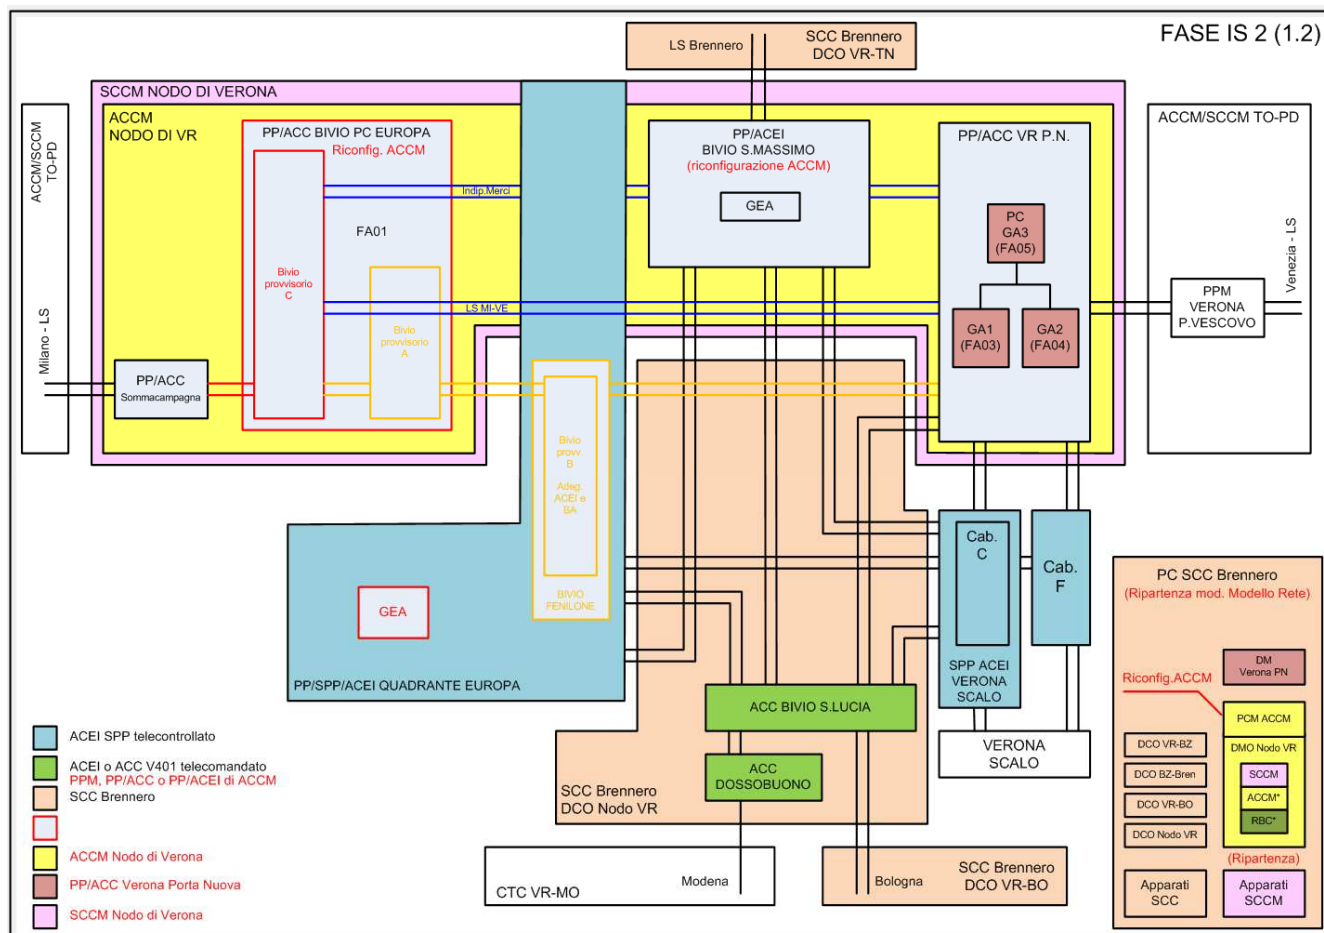 FASE IS 2 (1.2)
LS Brennero
SCC Brennero
DCO VR-TN
SCCM NODO DI VERONA
ACCM
NODO DI VR
ACCM/SCCM
TO-PD
Milano - LS
PP/ACC BIVIO PC EUROPA
Riconfig. ACCM
FA01
Bivio
provvisorio
C
Bivio
provvisorio
A
PP/ACC
Sommacampagna
Indip.Merci
LS MI-VE
PP/ACEI
BIVIO S.MASSIMO
(riconfigurazione ACCM)
GEA
PP/ACC VR P.N.
PC
GA3
(FA05)
GA1
(FA03)
GA2
(FA04)
ACCM/SCCM TO-PD
Venezia - LS
PPM
VERONA
P.VESCOVO
Bivio
provv.
B
Adeg.
ACEI e
BA
BIVIO
FENILONE
GEA
PP/SPP/ACEI QUADRANTE EUROPA
Cab.
C
SPP ACEI
VERONA
SCALO
Cab.
F
VERONA
SCALO
ACC BIVIO S.LUCIA
ACC
DOSSOBUONO
SCC Brennero
DCO Nodo VR
CTC VR-MO
Modena
Bologna
SCC Brennero
DCO VR-BO
PC SCC Brennero
(Ripartenza mod. Modello Rete)
DM
Verona PN
Riconfig.ACCM
PCM ACCM
DMO Nodo VR
SCCM
ACCM*
RBC*
DCO VR-BZ
DCO BZ-Bren
DCO VR-BO
DCO Nodo VR
(Ripartenza)
Apparati
SCC
Apparati
SCCM
ACEI SPP telecontrollato
ACEI o ACC V401 telecomandato
PPM, PP/ACC o PP/ACEI di ACCM
SCC Brennero
ACCM Nodo di Verona
PP/ACC Verona Porta Nuova
SCCM Nodo di Verona